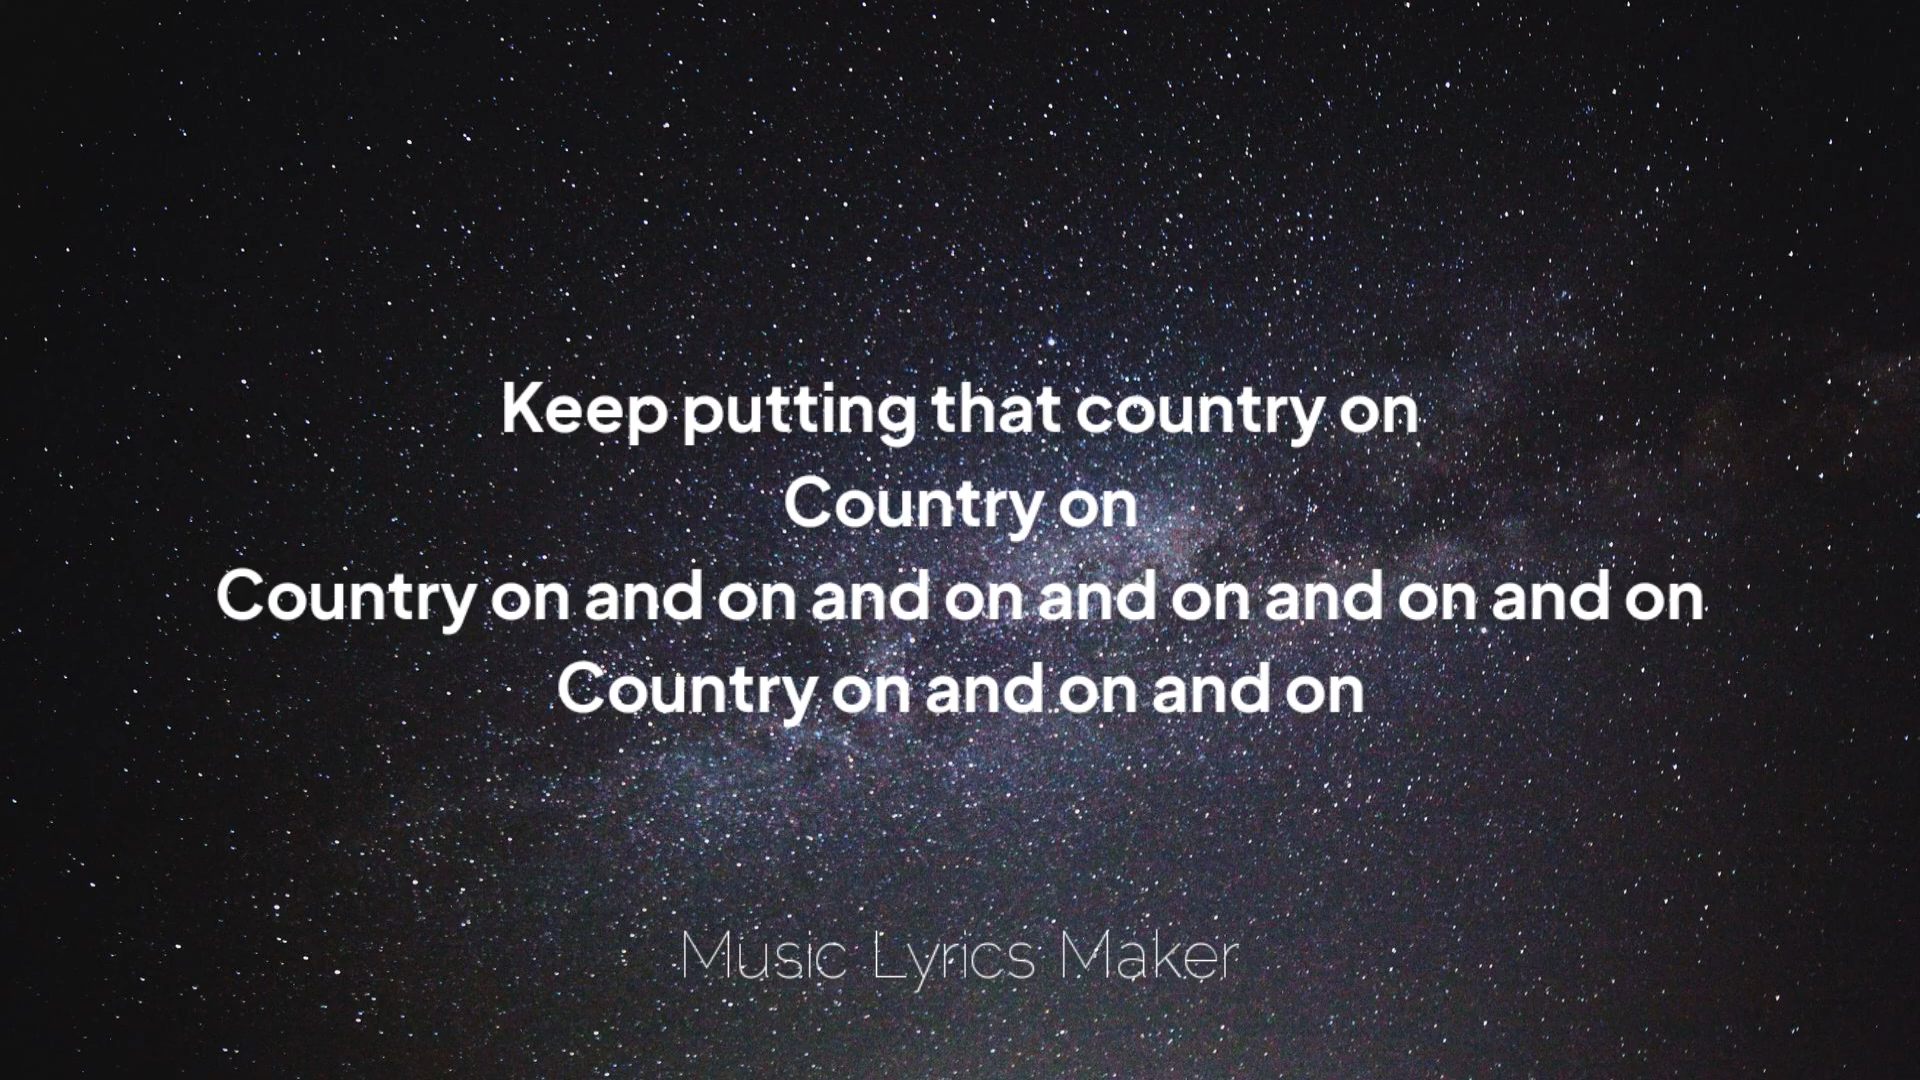 Keep putting that country on
Country on
Country on and on and on and on and on and on
Country on and on and on
Music Lyrics Maker